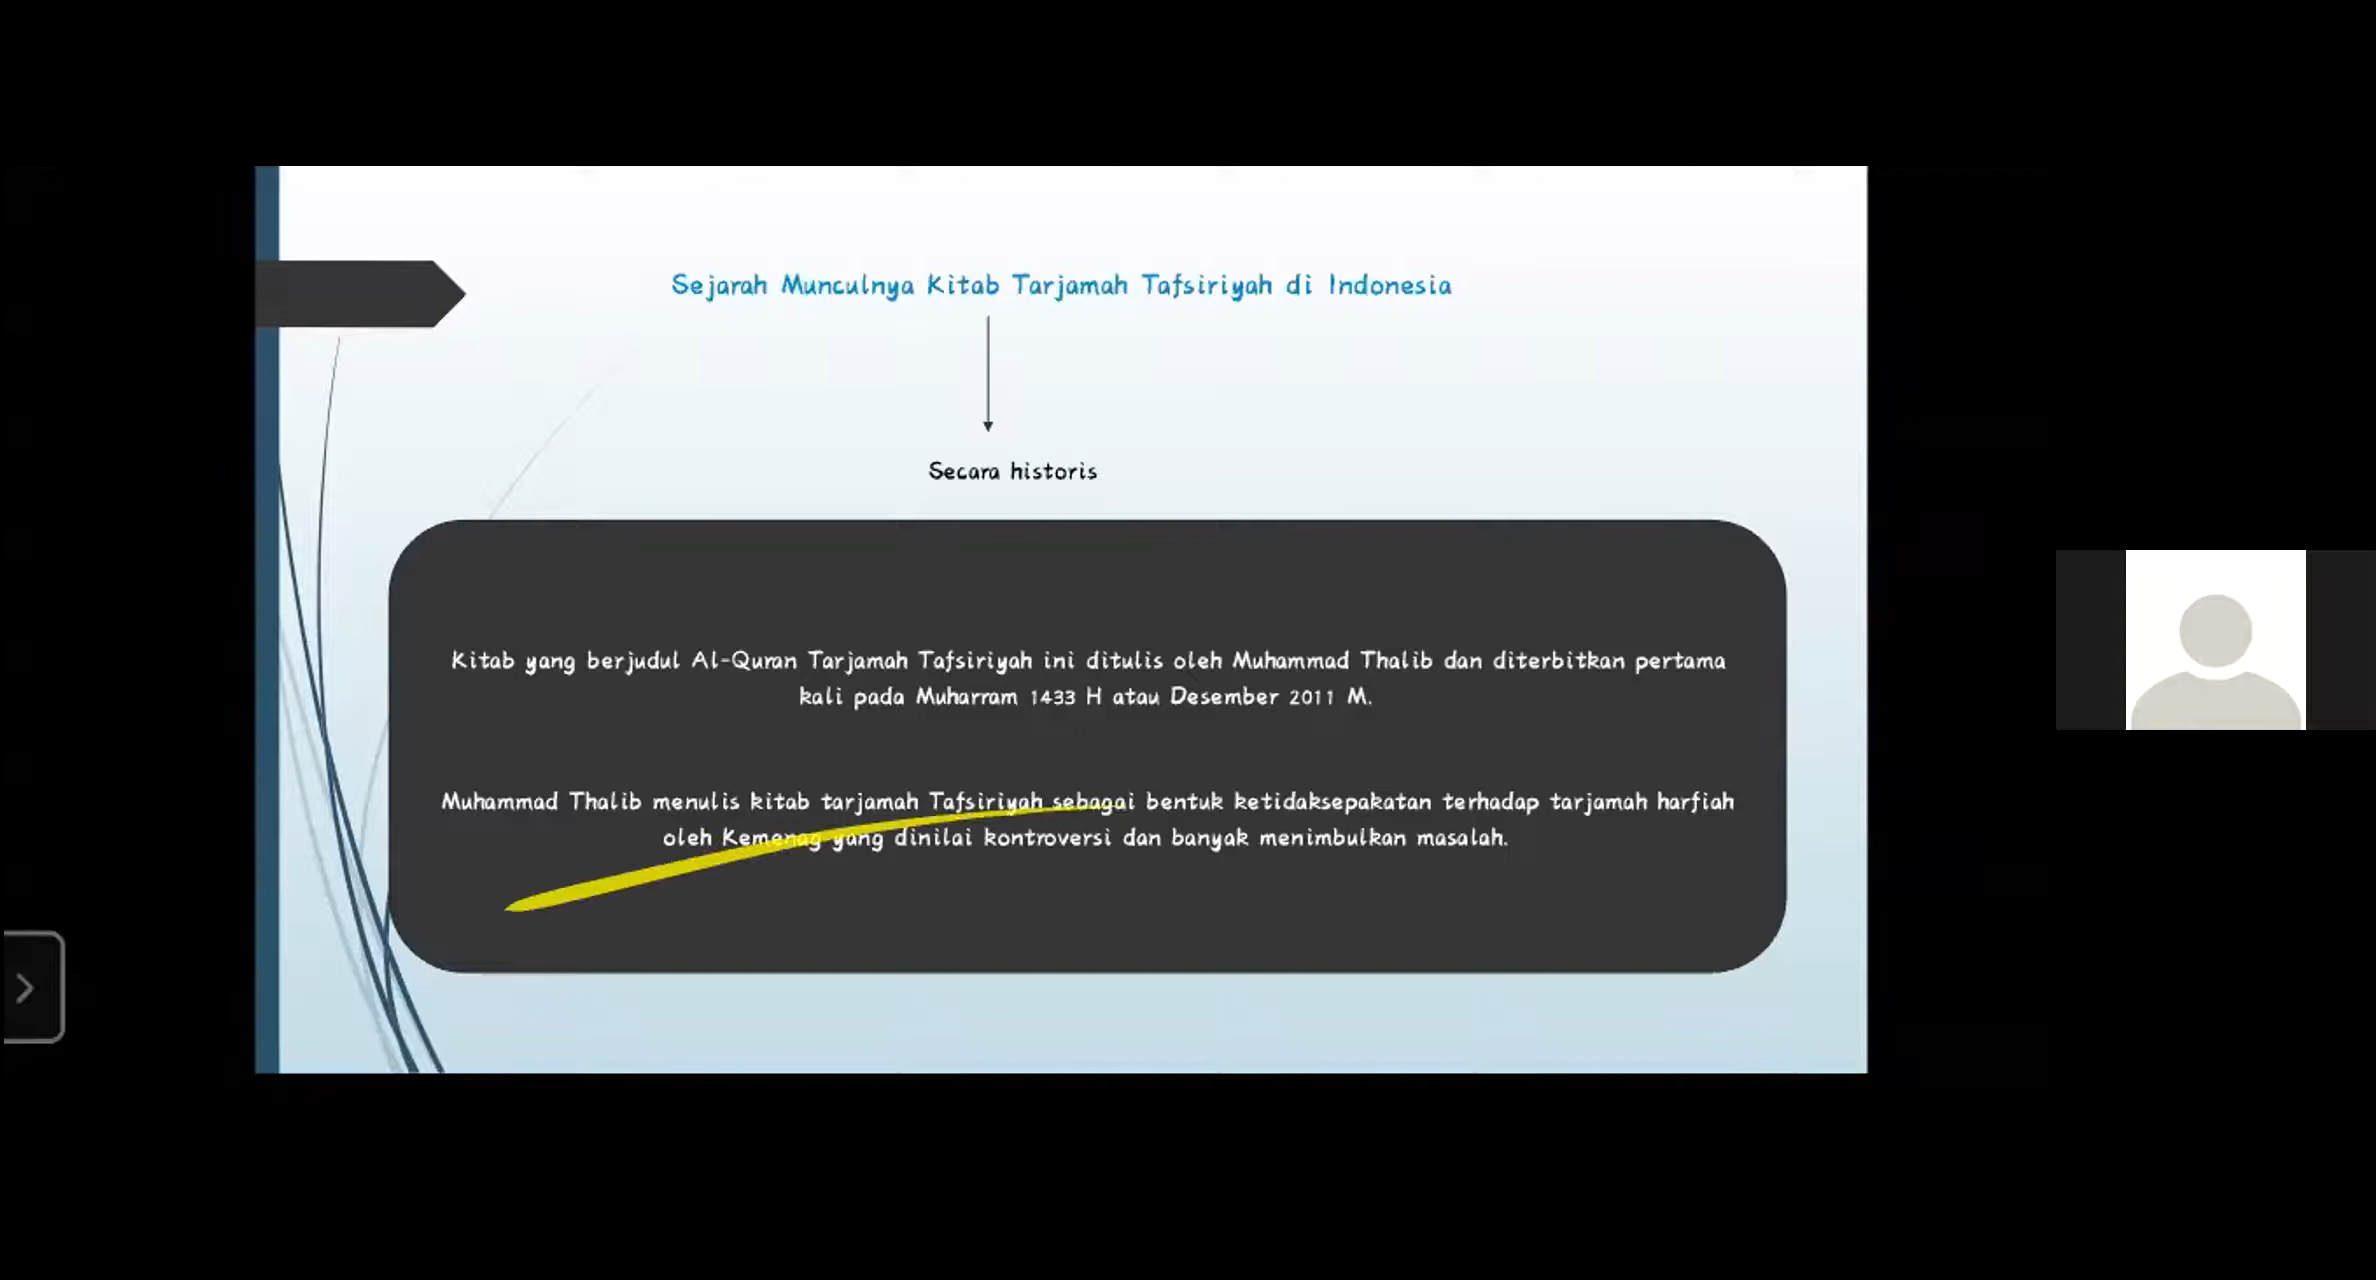 Sejarah Munculnya Kitab Tarjamah Tafsiriyah di Indonesia
Secara historis
Kitab yang berjudul Al-Quran Tarjamah Tafsiriyah ini ditulis oleh Muhammad Thalib dan diterbitkan pertama
kali pada Muharram 1433 H atau Desember 2011 M.
Muhammad Thalib menulis kitab tarjamah Tafsiriyah sebagai bentuk ketidaksepakatan terhadap tarjamah harfiah
oleh Kemenag yang dinilai kontroversi dan banyak menimbulkan masalah.